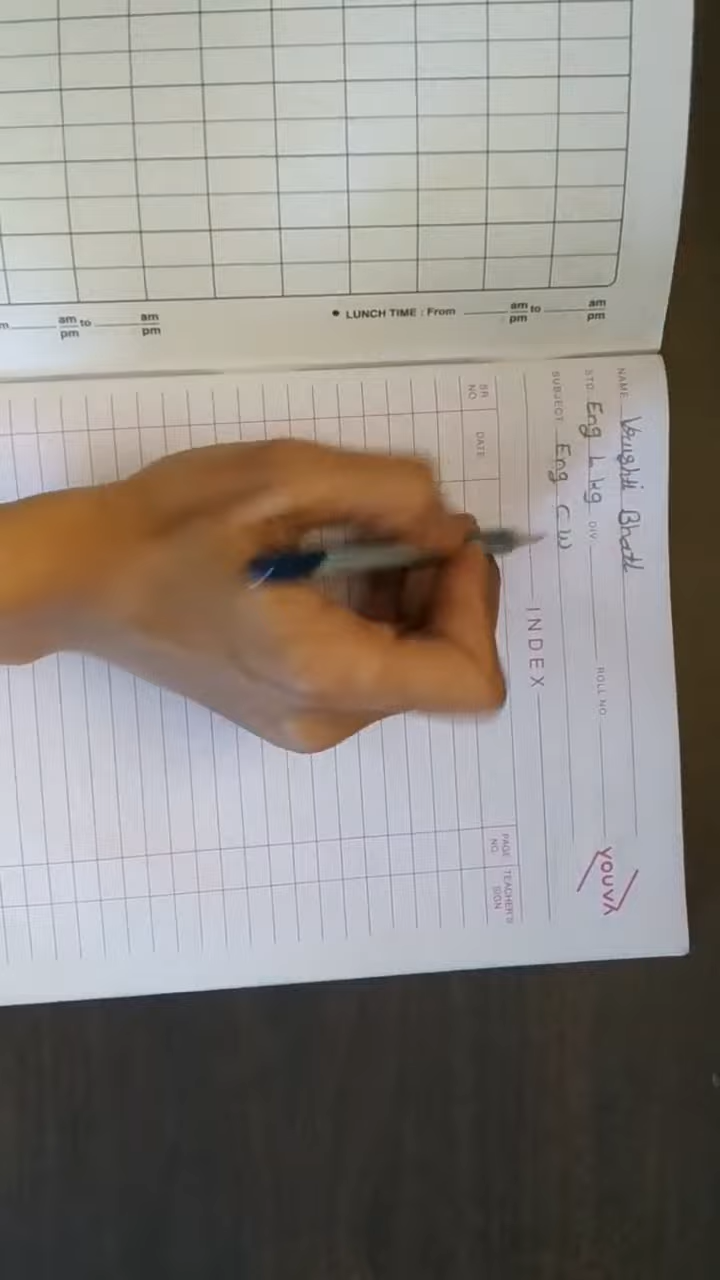 m am/pm to am/pm • LUNCH TIME : From am/pm to am/pm
NAME Vrushti Bhatt
STD. Eng L kg DIV. ROLL NO.
SUBJECT Eng C W
YOUVA
INDEX
SR NO. DATE PAGE NO. TEACHER'S SIGN